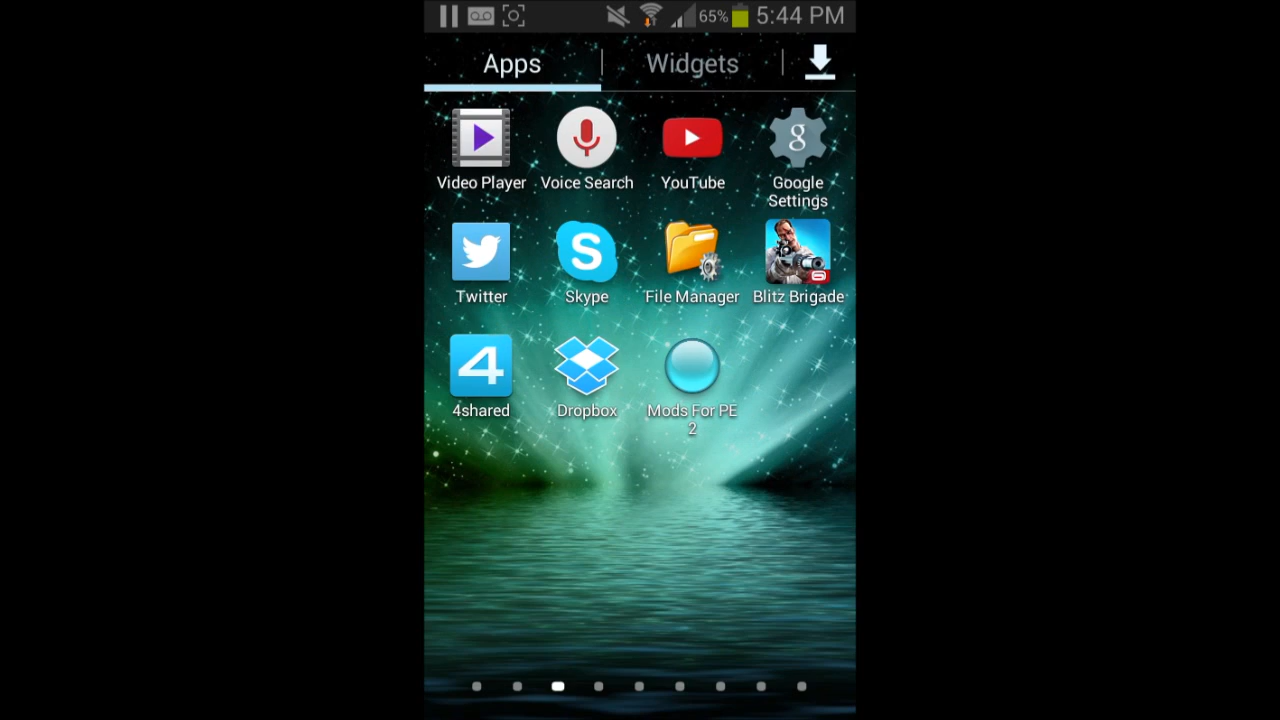 65% 5:44 PM
Apps Widgets
Video Player Voice Search YouTube Google
Settings
Twitter Skype File Manager Blitz Brigade
4shared Dropbox Mods For PE
2